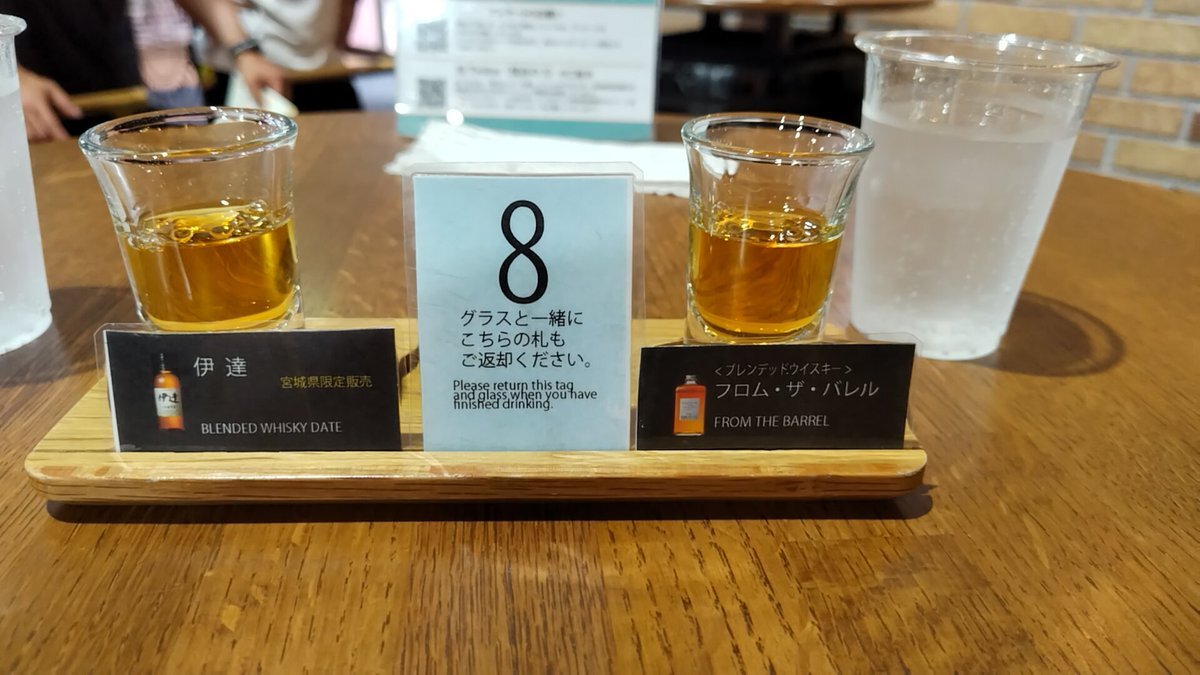 伊達
宮城県限定販売
BLENDED WHISKY DATE
伊達
8
グラスと一緒に
こちらの札も
ご返却ください。
Please return this tag
and glass when you have
finished drinking.
<ブレンデッドウイスキー>
フロム・ザ・バレル
FROM THE BARREL